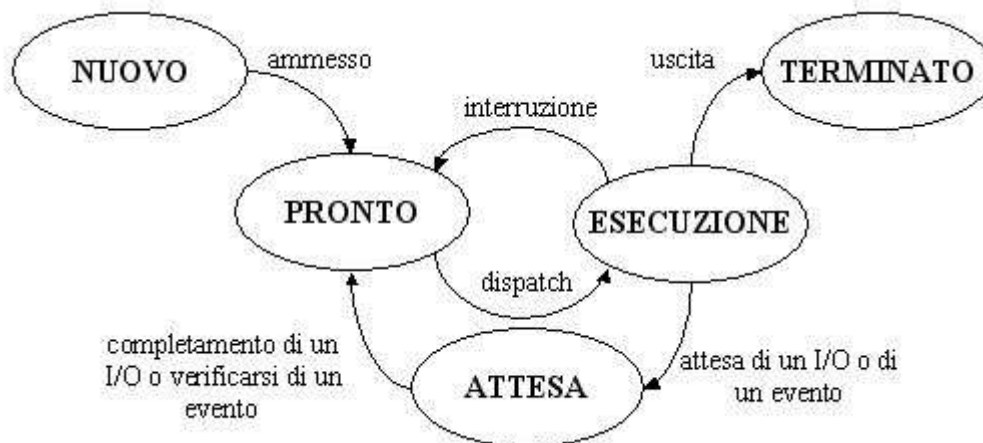 NUOVO
ammesso
uscita
TERMINATO
interruzione
PRONTO
ESECUZIONE
dispatch
completamento di un
I/O o verificarsi di un
evento
ATTESA
attesa di un I/O o di
un evento